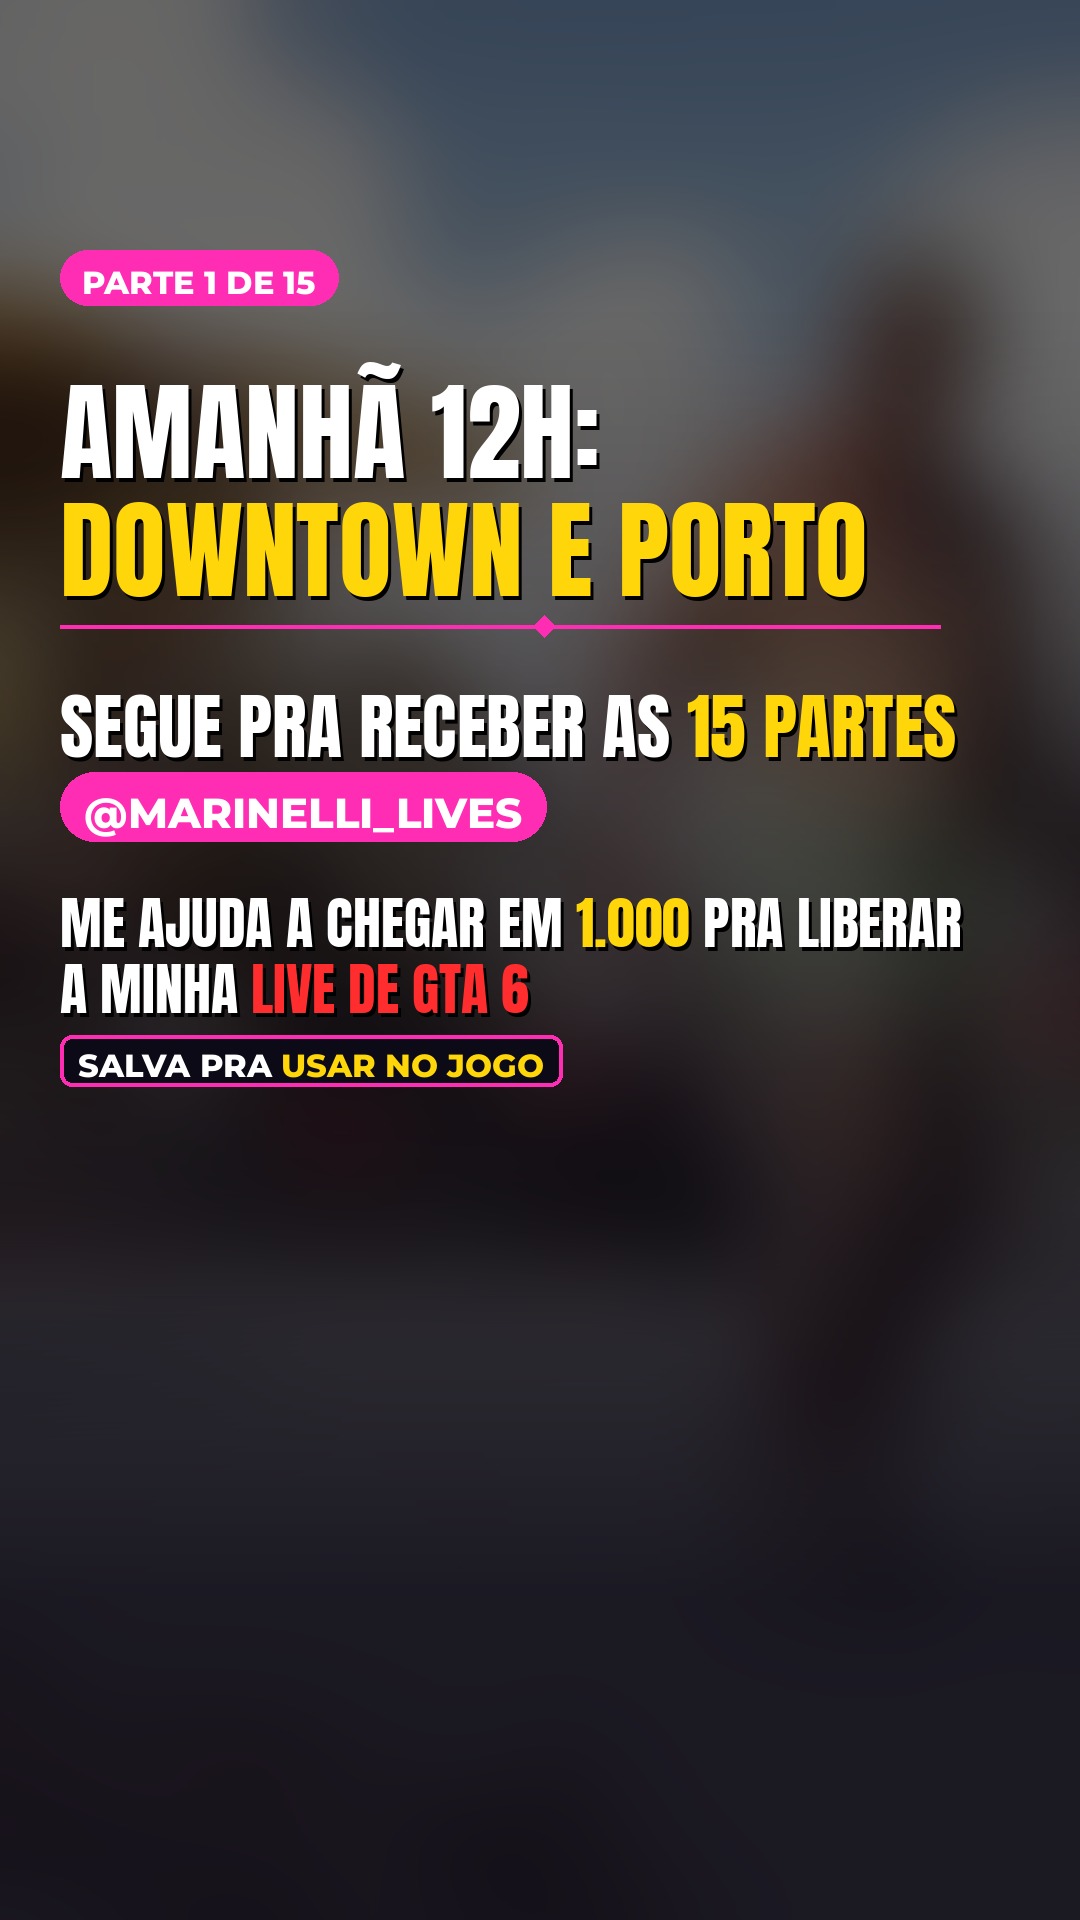 PARTE 1 DE 15
AMANHÃ 12H:
DOWNTOWN E PORTO
SEGUE PRA RECEBER AS 15 PARTES
@MARINELLI_LIVES
ME AJUDA A CHEGAR EM 1.000 PRA LIBERAR
A MINHA LIVE DE GTA 6
SALVA PRA USAR NO JOGO